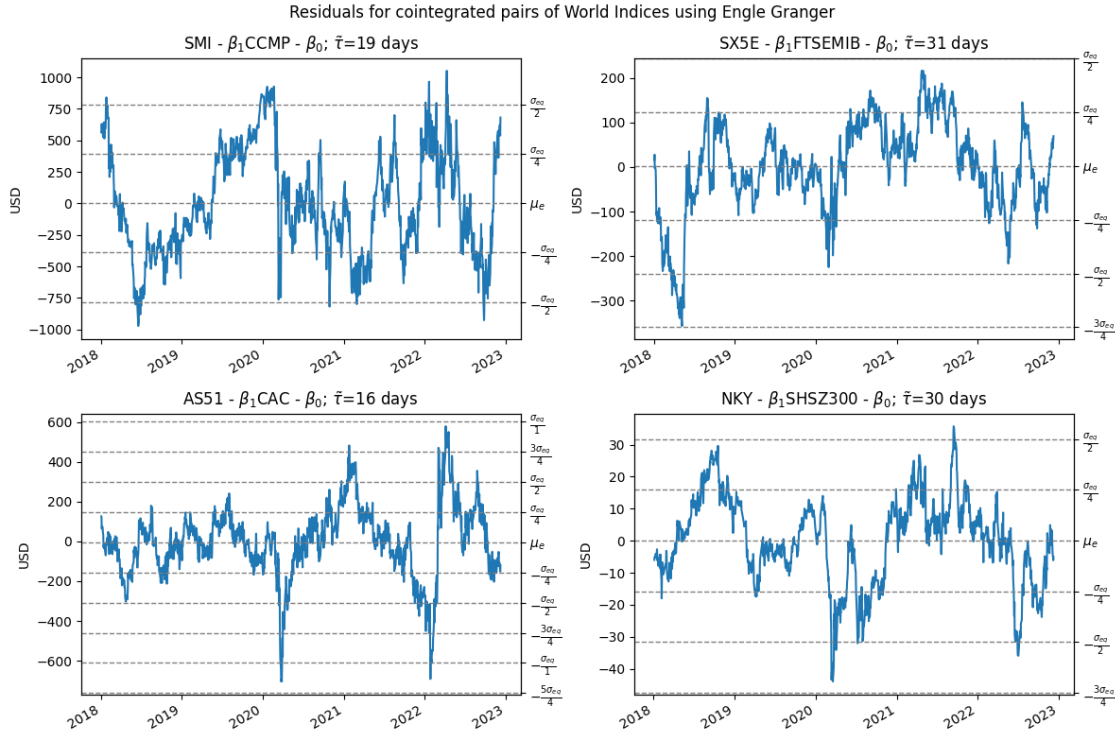 Residuals for cointegrated pairs of World Indices using Engle Granger
SMI - β₁CCMP - β₀; τ̃=19 days
USD
1000
750
500
250
0
−250
−500
−750
−1000
σeq/2
σeq/4
μe
−σeq/4
−σeq/2
2018
2019
2020
2021
2022
2023
SX5E - β₁FTSEMIB - β₀; τ̃=31 days
USD
200
100
0
−100
−200
−300
σeq/2
σeq/4
μe
−σeq/4
−σeq/2
−3σeq/4
2018
2019
2020
2021
2022
2023
AS51 - β₁CAC - β₀; τ̃=16 days
USD
600
400
200
0
−200
−400
−600
σeq/1
3σeq/4
σeq/2
σeq/4
μe
−σeq/4
−σeq/2
−3σeq/4
−σeq/1
−5σeq/4
2018
2019
2020
2021
2022
2023
NKY - β₁SHSZ300 - β₀; τ̃=30 days
USD
30
20
10
0
−10
−20
−30
−40
σeq/2
σeq/4
μe
−σeq/4
−σeq/2
−3σeq/4
2018
2019
2020
2021
2022
2023